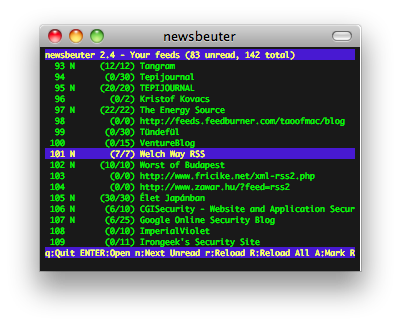 newsbeuter
newsbeuter 2.4 - Your feeds (83 unread, 142 total)
93 N (12/12) Tangram
94 (0/30) Tepijournal
95 N (20/20) TEPIJOURNAL
96 (0/2) Kristof Kovacs
97 N (22/22) The Energy Source
98 (0/0) http://feeds.feedburner.com/taoofmac/blog
99 (0/30) Tündefül
100 (0/15) VentureBlog
101 N (7/7) Welch Way RSS
102 N (10/10) Worst of Budapest
103 (0/0) http://www.fricike.net/xml-rss2.php
104 (0/0) http://www.zawar.hu/?feed=rss2
105 N (30/30) Élet Japánban
106 N (6/10) CGISecurity - Website and Application Secur
107 N (6/25) Google Online Security Blog
108 (0/10) ImperialViolet
109 (0/11) Irongeek's Security Site
q:Quit ENTER:Open n:Next Unread r:Reload R:Reload All A:Mark R